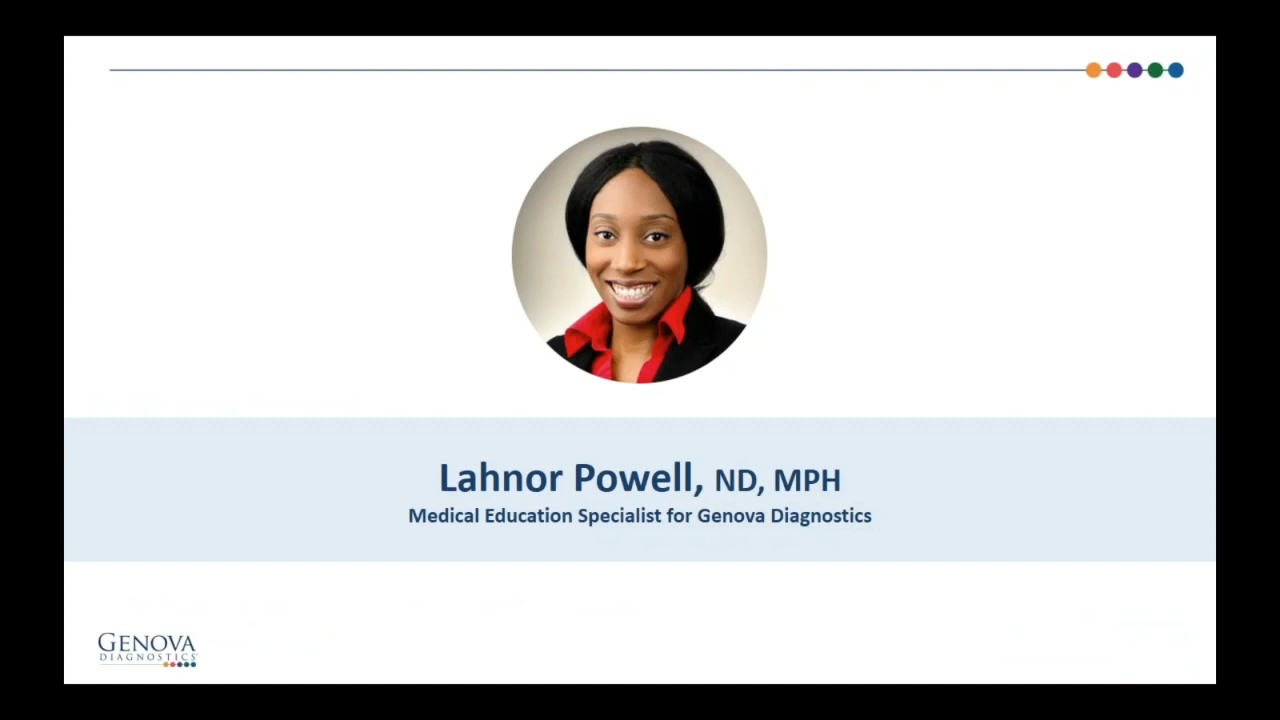 Lahnor Powell, ND, MPH
Medical Education Specialist for Genova Diagnostics
GENOVA
DIAGNOSTICS